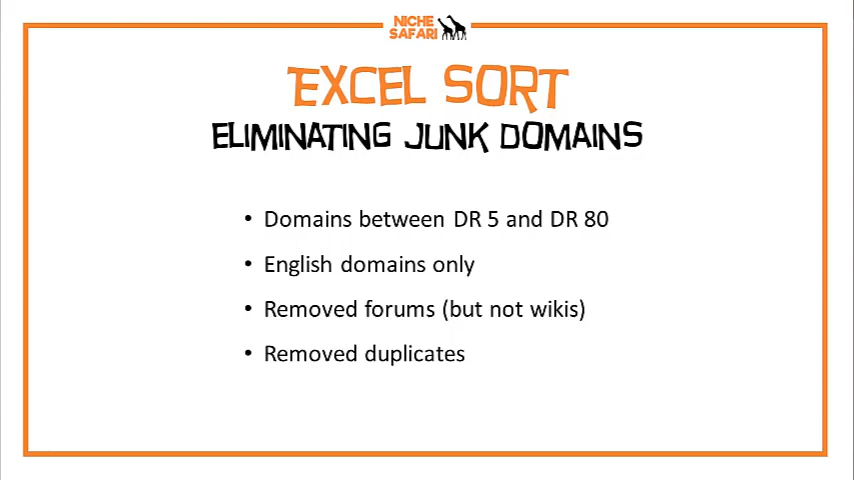 NICHE
SAFARI
EXCEL SORT
ELIMINATING JUNK DOMAINS
• Domains between DR 5 and DR 80
• English domains only
• Removed forums (but not wikis)
• Removed duplicates